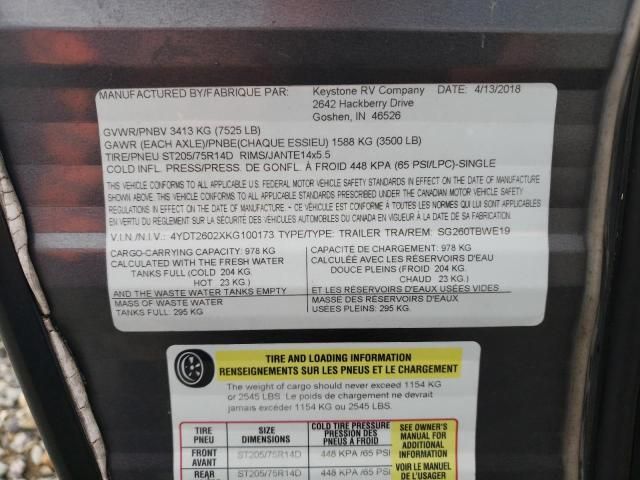 MANUFACTURED BY/FABRIQUE PAR: Keystone RV Company DATE: 4/13/2018
2642 Hackberry Drive
Goshen, IN 46526
GVWR/PNBV 3413 KG (7525 LB)
GAWR (EACH AXLE)/PNBE(CHAQUE ESSIEU) 1588 KG (3500 LB)
TIRE/PNEU ST205/75R14D RIMS/JANTE14x5.5
COLD INFL. PRESS/PRESS. DE GONFL. À FROID 448 KPA (65 PSI/LPC)-SINGLE
THIS VEHICLE CONFORMS TO ALL APPLICABLE U.S. FEDERAL MOTOR VEHICLE SAFETY STANDARDS IN EFFECT ON THE DATE OF
MANUFACTURE SHOWN ABOVE. THIS VEHICLE CONFORMS TO ALL APPLICABLE STANDARDS PRESCRIBED UNDER THE CANADIAN MOTOR VEHICLE SAFETY
REGULATIONS IN EFFECT ON THE DATE OF MANUFACTURE - CE VÉHICULE EST CONFORME À TOUTES LES NORMES QUI LUI SONT APPLICABLES
EN VERTU DU RÈGLEMENT SUR LA SÉCURITÉ DES VÉHICULES AUTOMOBILES DU CANADA EN VIGUEUR À LA DATE DE SA FABRICATION.
V.I.N./N.I.V.: 4YDT2602XKG100173 TYPE/TYPE: TRAILER TRA/REM: SG260TBWE19
CARGO-CARRYING CAPACITY: 978 KG
CALCULATED WITH THE FRESH WATER
TANKS FULL (COLD 204 KG.
HOT 23 KG.)
AND THE WASTE WATER TANKS EMPTY
MASS OF WASTE WATER
TANKS FULL: 295 KG
CAPACITÉ DE CHARGEMENT: 978 KG
CALCULÉE AVEC LES RÉSERVOIRS D'EAU
DOUCE PLEINS (FROID 204 KG.
CHAUD 23 KG.)
ET LES RÉSERVOIRS D'EAUX USÉES VIDES
MASSE DES RÉSERVOIRS D'EAUX
USÉES PLEINS: 295 KG.
TIRE AND LOADING INFORMATION
RENSEIGNEMENTS SUR LES PNEUS ET LE CHARGEMENT
The weight of cargo should never exceed 1154 KG
or 2545 LBS. Le poids de chargement ne devrait
jamais excéder 1154 KG ou 2545 LBS.
TIRE
PNEU
SIZE
DIMENSIONS
COLD TIRE PRESSURE
PRESSION DES
PNEUS À FROID
SEE OWNER'S
MANUAL FOR
ADDITIONAL
INFORMATION
FRONT
AVANT
ST205/75R14D
448 KPA /65 PSI
VOIR LE MANUEL
DE L'USAGER
REAR
ST205/75R14D
448 KPA /65 PSI